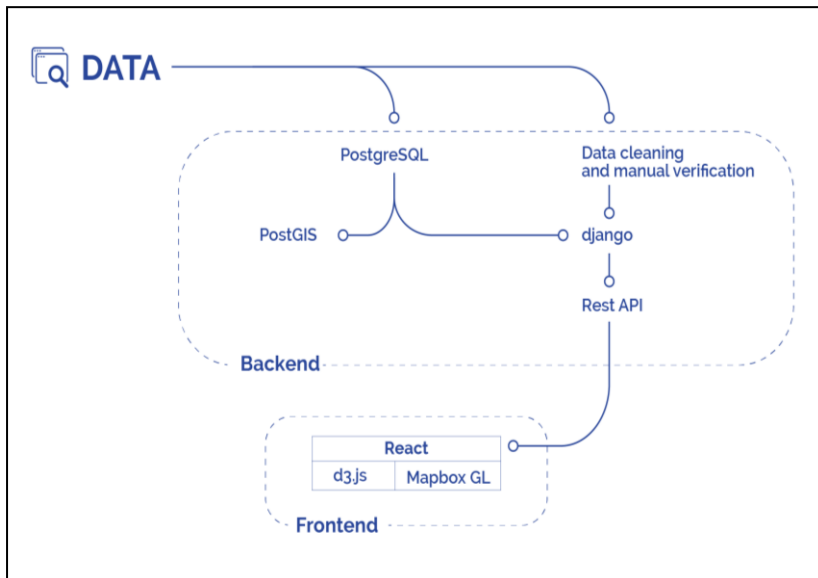 DATA
PostgreSQL
Data cleaning
and manual verification
PostGIS
django
Rest API
Backend
React
d3.js
Mapbox GL
Frontend